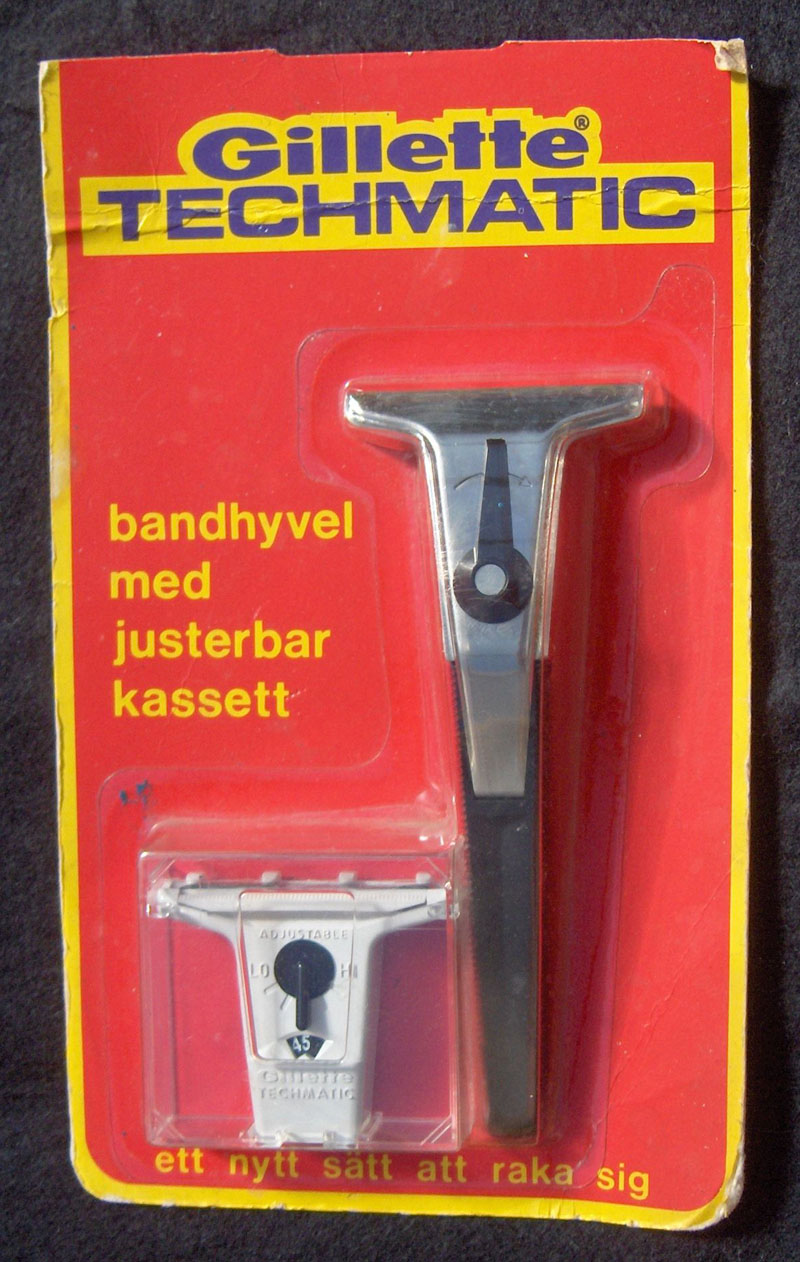 Gillette®
TECHMATIC
bandhyvel
med
justerbar
kassett
ADJUSTABLE
LO HI
45
Gillette
TECHMATIC
ett nytt sätt att raka sig